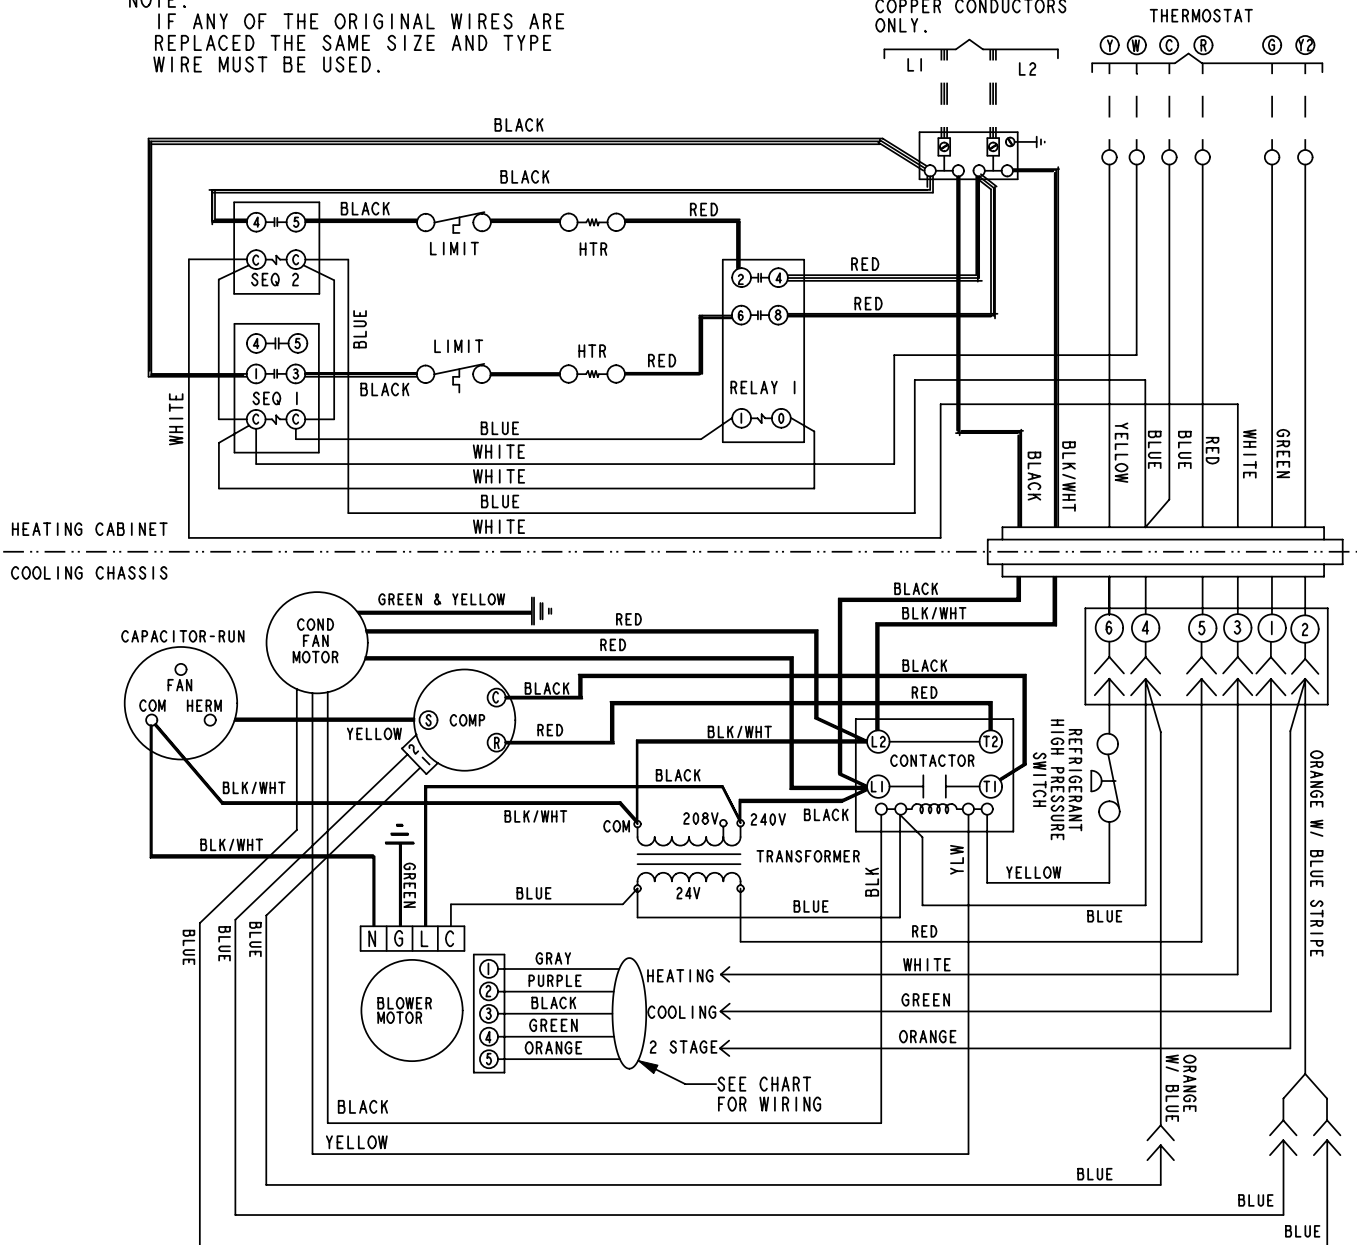 NOTE:
IF ANY OF THE ORIGINAL WIRES ARE
REPLACED THE SAME SIZE AND TYPE
WIRE MUST BE USED.
COPPER CONDUCTORS
ONLY.
THERMOSTAT
Y W C R G Y2
L1 L2
BLACK
BLACK
4 5
BLACK
LIMIT
HTR
RED
C C
SEQ 2
2 4
RED
6 8
RED
BLUE
4 5
1 3
BLACK
LIMIT
HTR
RED
SEQ 1
C C
RELAY 1
1 0
WHITE
BLUE
WHITE
WHITE
BLUE
WHITE
BLACK
BLK/WHT
YELLOW
BLUE
BLUE
RED
WHITE
GREEN
HEATING CABINET
COOLING CHASSIS
GREEN & YELLOW
BLACK
BLK/WHT
COND
FAN
MOTOR
RED
RED
6 4 5 3 1 2
CAPACITOR-RUN
FAN
COM HERM
S COMP
C
R
2 1
YELLOW
BLACK
RED
BLACK
RED
BLK/WHT
L2 T2
CONTACTOR
L1 T1
REFRIGERANT
HIGH PRESSURE
SWITCH
ORANGE W/ BLUE STRIPE
BLK/WHT
BLACK
BLK/WHT
COM 208V 240V
BLACK
TRANSFORMER
24V
BLK
YLW
YELLOW
BLK/WHT
GREEN
BLUE
BLUE
BLUE
RED
BLUE
BLUE
BLUE
N G L C
BLOWER
MOTOR
1 GRAY
2 PURPLE
3 BLACK
4 GREEN
5 ORANGE
HEATING
WHITE
COOLING
GREEN
2 STAGE
ORANGE
SEE CHART
FOR WIRING
ORANGE
W/ BLUE
BLACK
YELLOW
BLUE
BLUE
BLUE